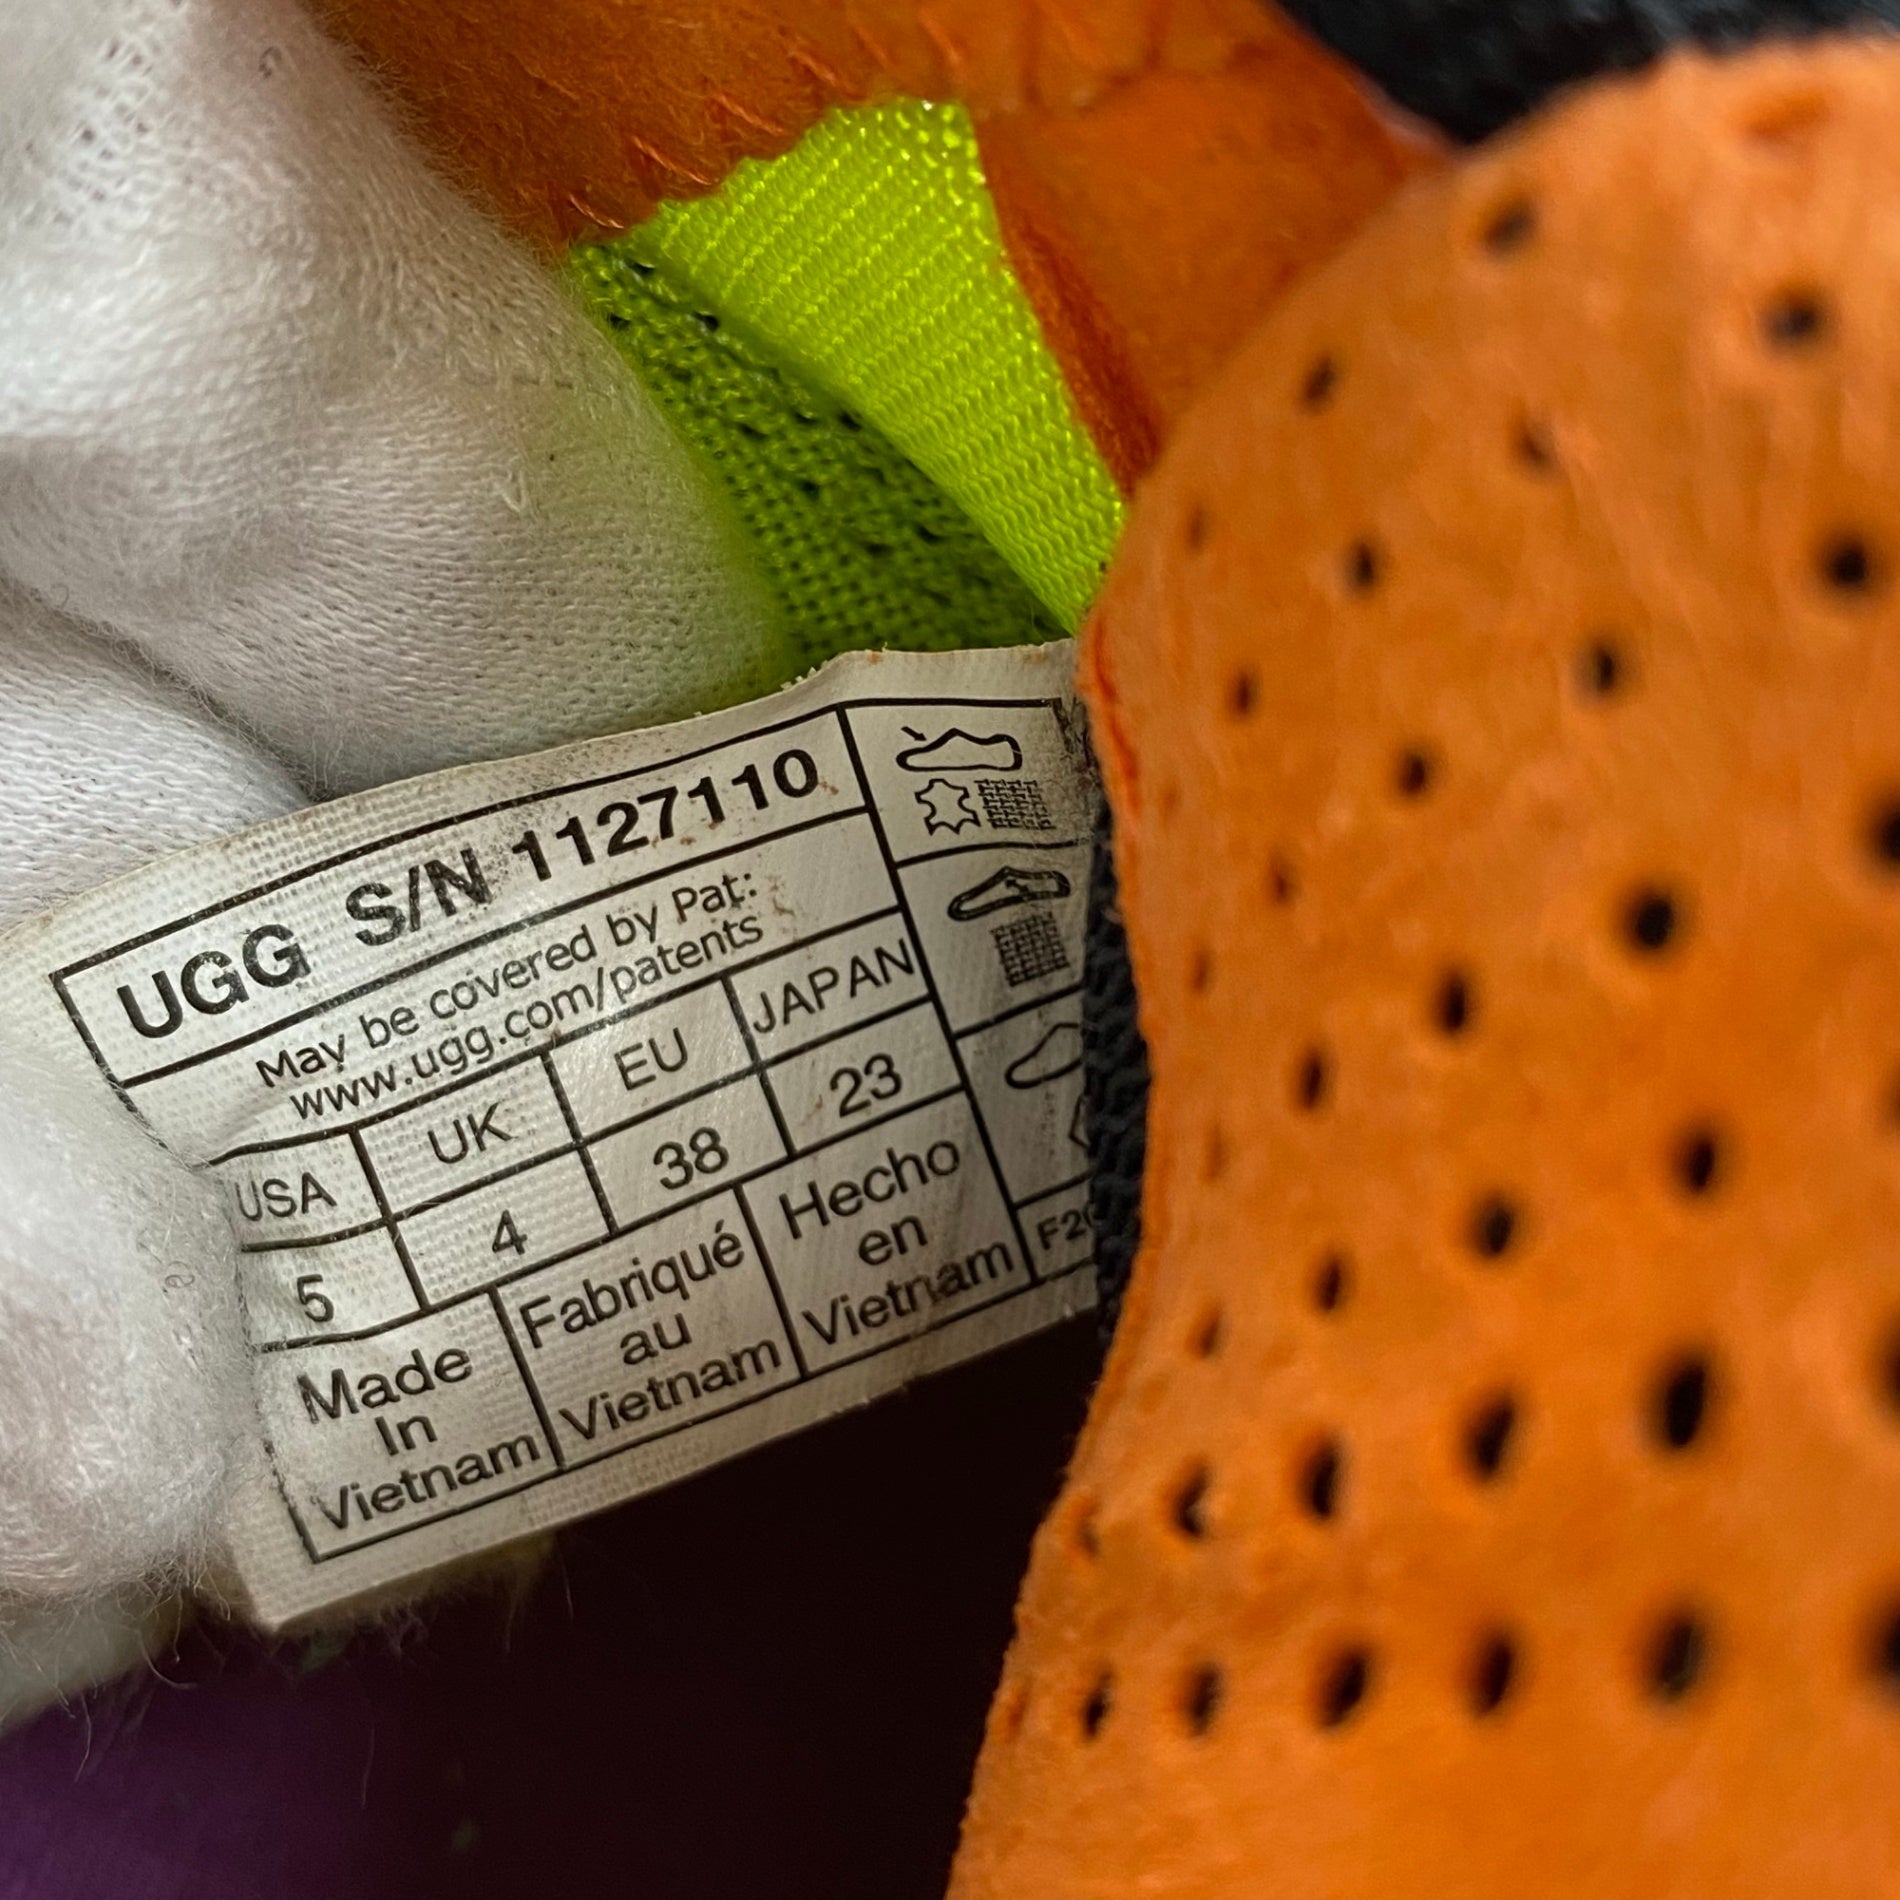 UGG S/N 1127110
May be covered by Pat:
www.ugg.com/patents
USA UK EU JAPAN
5 4 38 23
Made
In
Vietnam
Fabriqué
au
Vietnam
Hecho
en
Vietnam